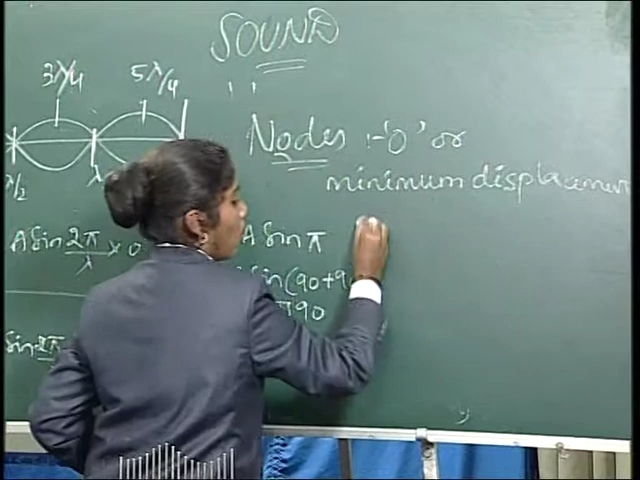 SOUND
3λ/4 5λ/4
Nodes :- '0' or
minimum displacement
λ/2
A Sin 2π/λ × 0
A Sin π
Sin (90+9
90
Sin 2π